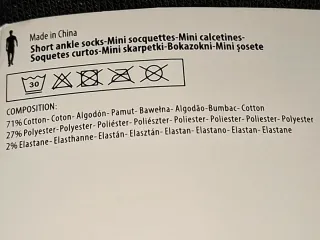 Made in China
Short ankle socks-Mini socquettes-Mini calcetines-
Soquetes curtos-Mini skarpetki-Bokazokni-Mini șosete
30
COMPOSITION:
71% Cotton- Coton- Algodón- Pamut- Bawełna- Algodão-Bumbac- Cotton
27% Polyester- Polyester- Poliéster- Poliészter- Poliester- Poliester- Poliester- Polyester
2% Elastane- Elasthanne- Elastán- Elasztán- Elastan- Elastano- Elastan- Elastane